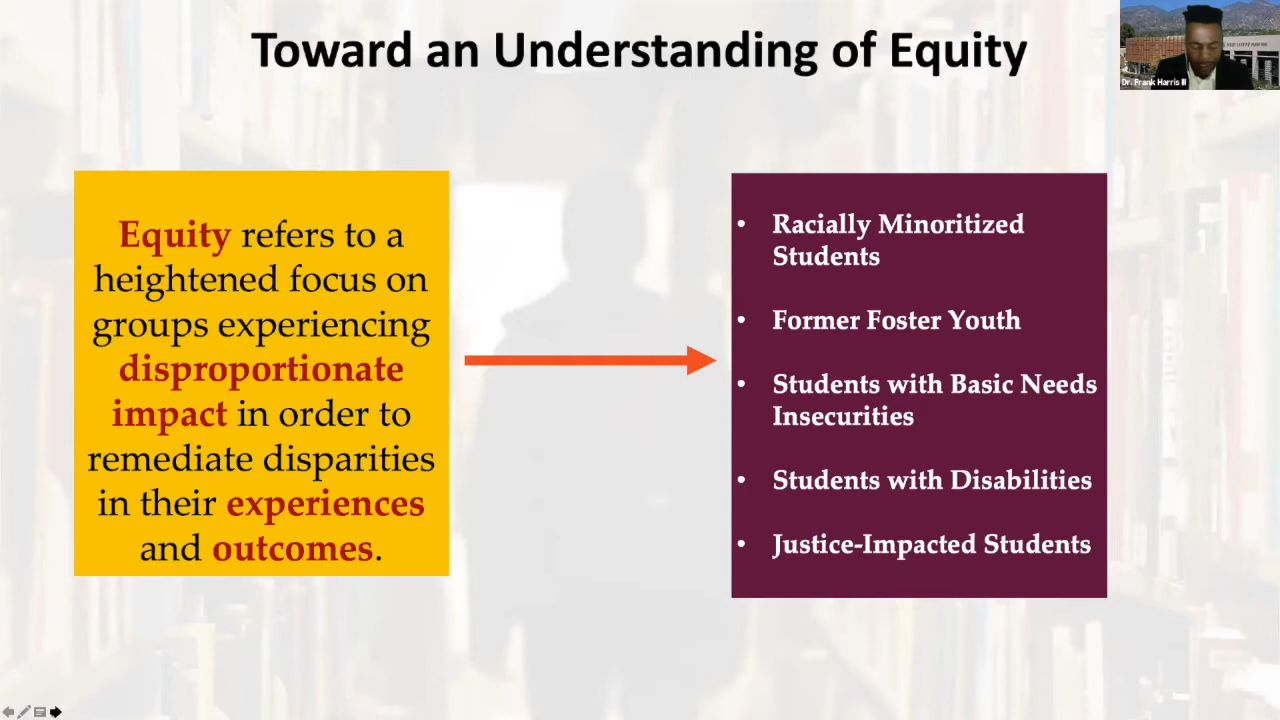 Toward an Understanding of Equity
Dr. Frank Harris III
Equity refers to a
heightened focus on
groups experiencing
disproportionate
impact in order to
remediate disparities
in their experiences
and outcomes.
• Racially Minoritized
Students
• Former Foster Youth
• Students with Basic Needs
Insecurities
• Students with Disabilities
• Justice-Impacted Students